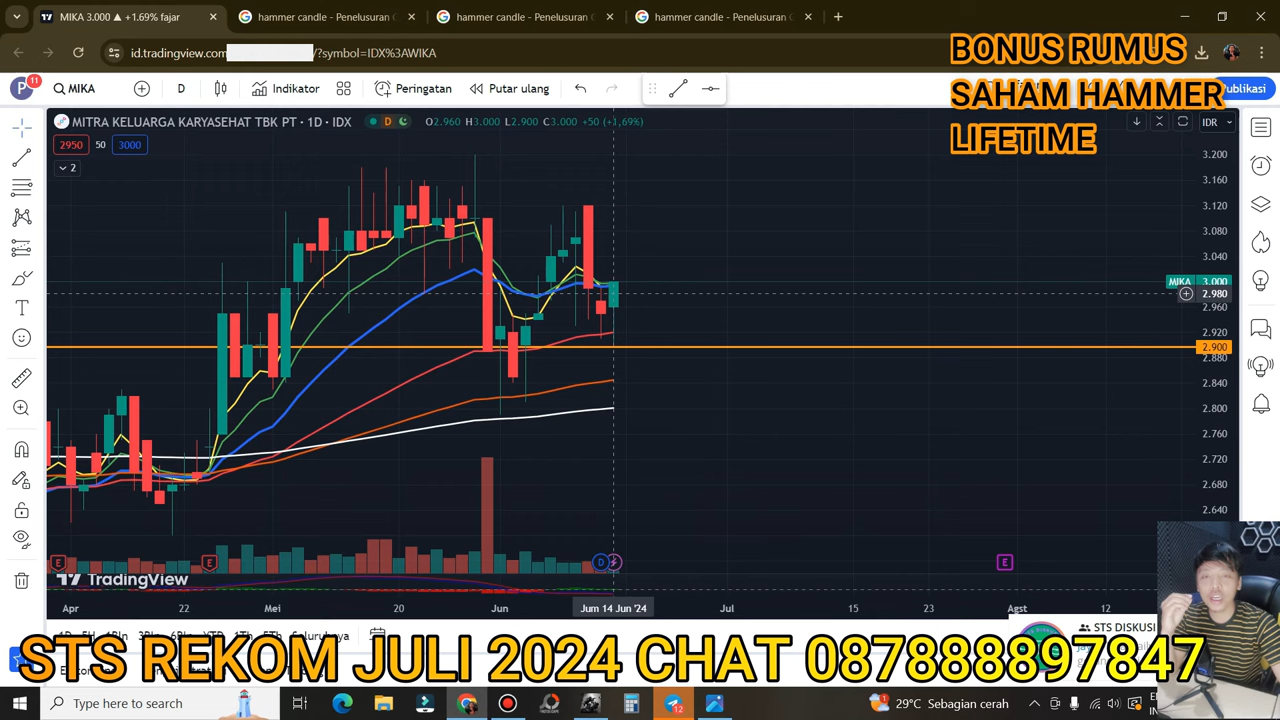 MIKA 3.000 ▲ +1.69% fajar
hammer candle - Penelusuran G
hammer candle - Penelusuran G
hammer candle - Penelusuran G
id.tradingview.com
/?symbol=IDX%3AWIKA
BONUS RUMUS
SAHAM HAMMER
LIFETIME
P
11
MIKA
D
Indikator
Peringatan
Putar ulang
Publikasi
MITRA KELUARGA KARYASEHAT TBK PT · 1D · IDX
D
O2.960 H3.000 L2.900 C3.000 +50 (+1,69%)
IDR
2950
50
3000
2
3.200
3.160
3.120
3.080
3.040
MIKA 3.000
2.980
2.960
2.920
2.900
2.880
2.840
2.800
2.760
2.720
2.680
2.640
E
E
D
E
TradingView
Apr
22
Mei
20
Jun
Jum 14 Jun '24
Jul
15
23
Agst
12
STS DISKUSI
STS REKOM JULI 2024 CHAT 087888897847
Type here to search
12
29°C Sebagian cerah